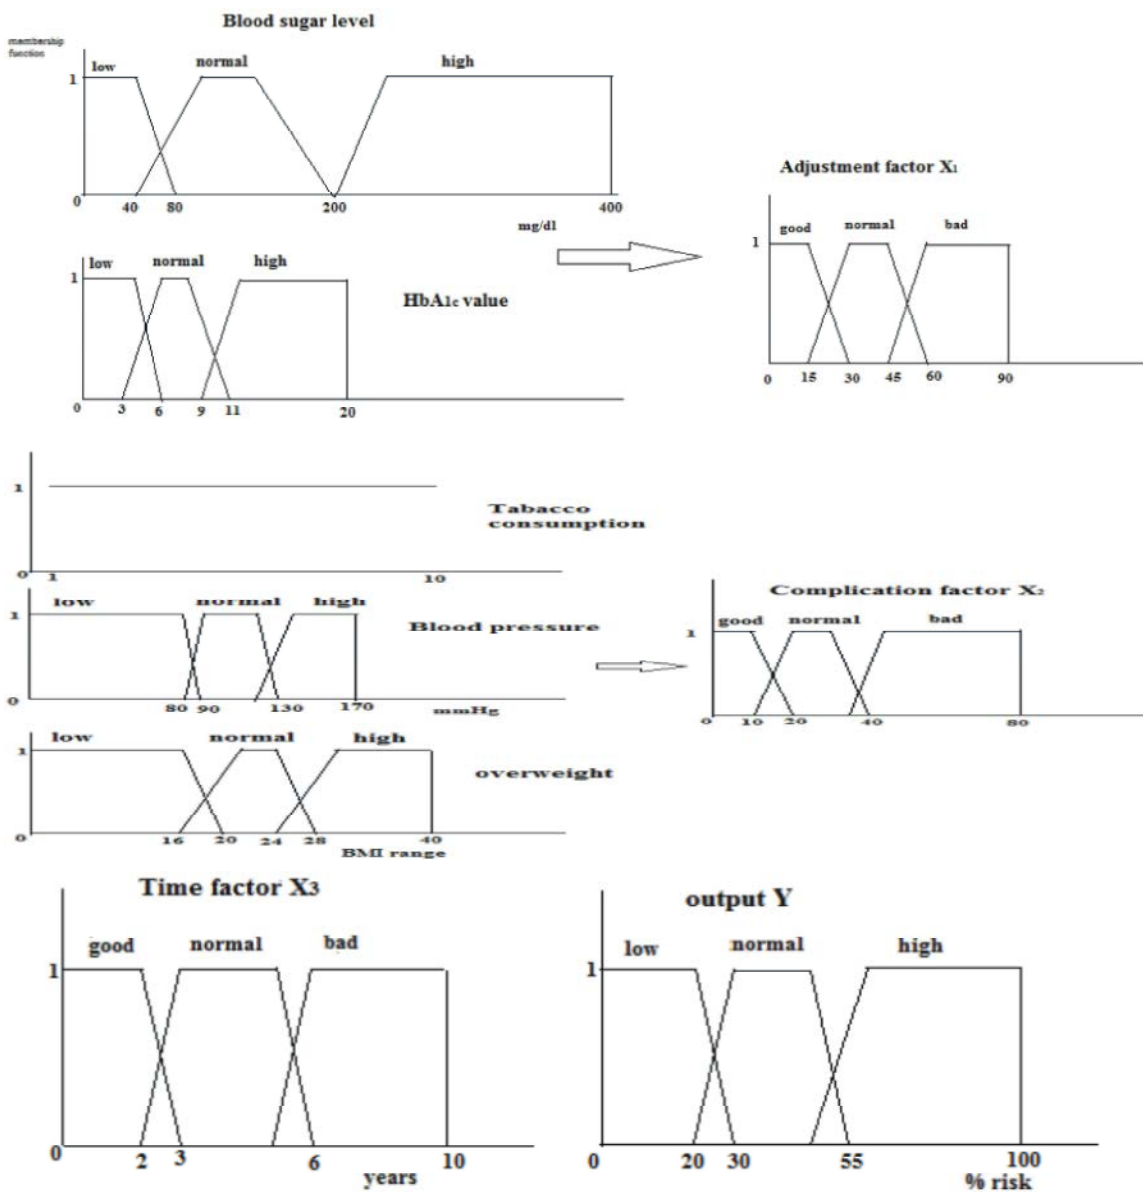 Blood sugar level
membership
function
low normal high
1
0 40 80 200 400
mg/dl
low normal high
1
HbA1c value
0 3 6 9 11 20
Adjustment factor X1
good normal bad
1
0 15 30 45 60 90
1
Tabacco
consumption
0 1 10
low normal high
1
Blood pressure
0 80 90 130 170 mmHg
low normal high
1
overweight
0 16 20 24 28 40
BMI range
Complication factor X2
good normal bad
1
0 10 20 40 80
Time factor X3
good normal bad
1
0 2 3 6 10
years
output Y
low normal high
1
0 20 30 55 100
% risk